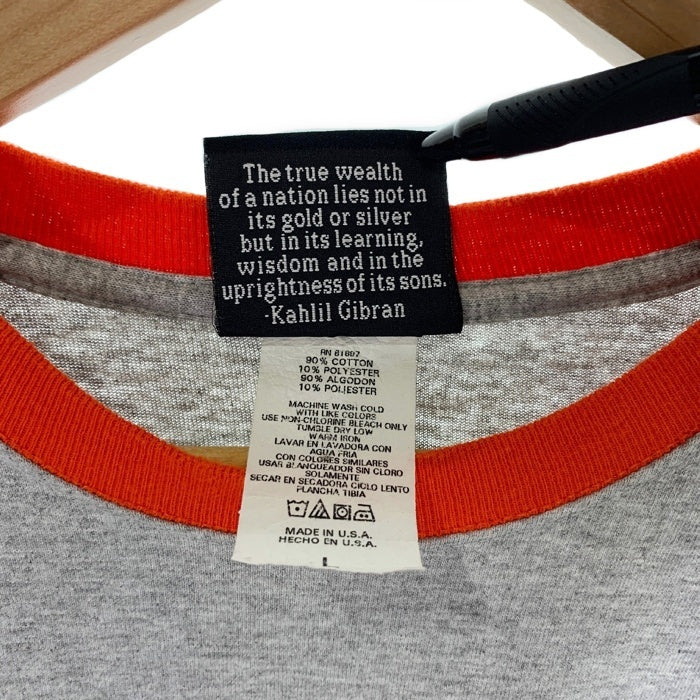 The true wealth
of a nation lies not in
its gold or silver
but in its learning,
wisdom and in the
uprightness of its sons.
-Kahlil Gibran
RN 61697
90% COTTON
10% POLYESTER
90% ALGODON
10% POLIESTER
MACHINE WASH COLD
WITH LIKE COLORS
USE NON-CHLORINE BLEACH ONLY
TUMBLE DRY LOW
WARM IRON
LAVAR EN LAVADORA CON
AGUA FRIA
CON COLORES SIMILARES
USAR BLANQUEADOR SIN CLORO
SOLAMENTE
SECAR EN SECADORA CICLO LENTO
PLANCHA TIBIA
MADE IN U.S.A.
HECHO EN U.S.A.
L